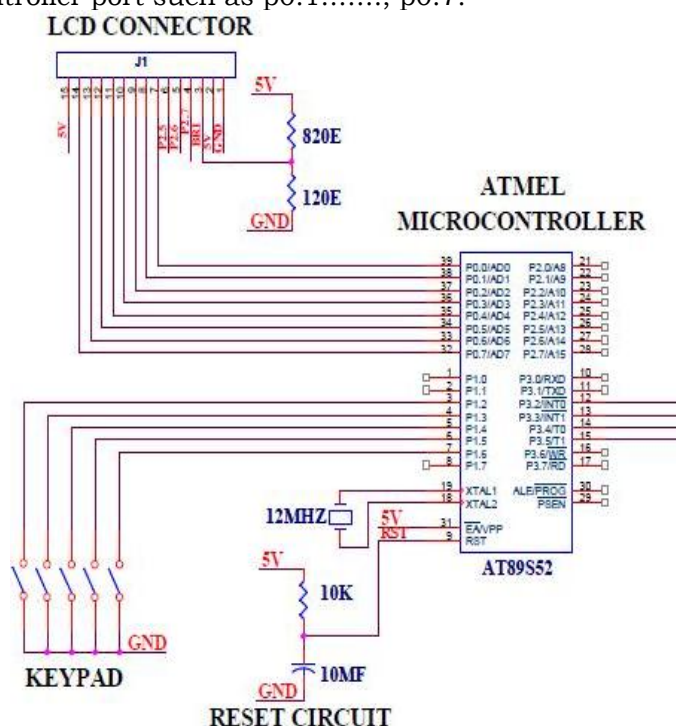 ntroller port such as p0.1......., p0.7.
LCD CONNECTOR
J1
15 14 13 12 11 10 9 8 7 6 5 4 3 2 1
5V
P2.5
P2.6
P2.7
BRI
5V
GND
5V
820E
120E
GND
ATMEL
MICROCONTROLLER
39 P0.0/AD0 P2.0/A8 21
38 P0.1/AD1 P2.1/A9 22
37 P0.2/AD2 P2.2/A10 23
36 P0.3/AD3 P2.3/A11 24
35 P0.4/AD4 P2.4/A12 25
34 P0.5/AD5 P2.5/A13 26
33 P0.6/AD6 P2.6/A14 27
32 P0.7/AD7 P2.7/A15 28
1 P1.0 P3.0/RXD 10
2 P1.1 P3.1/TXD 11
3 P1.2 P3.2/INT0 12
4 P1.3 P3.3/INT1 13
5 P1.4 P3.4/T0 14
6 P1.5 P3.5/T1 15
7 P1.6 P3.6/WR 16
8 P1.7 P3.7/RD 17
19 XTAL1 ALE/PROG 30
18 XTAL2 PSEN 29
12MHZ
5V 31 EA/VPP
RST 9 RST
AT89S52
5V
10K
10MF
GND
RESET CIRCUIT
GND
KEYPAD